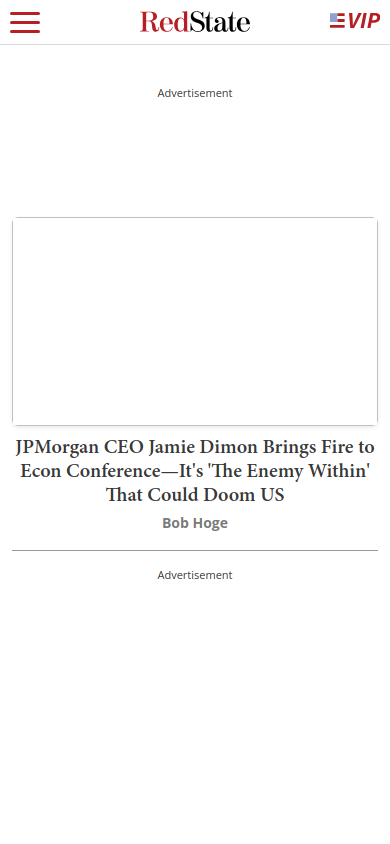 RedState
VIP
Advertisement
JPMorgan CEO Jamie Dimon Brings Fire to
Econ Conference—It's 'The Enemy Within'
That Could Doom US
Bob Hoge
Advertisement